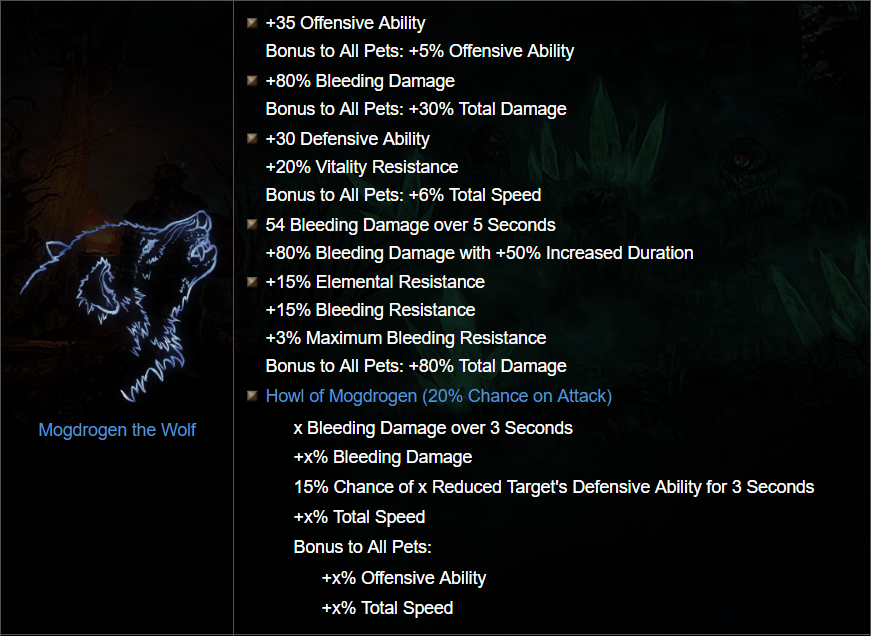 +35 Offensive Ability
Bonus to All Pets: +5% Offensive Ability
+80% Bleeding Damage
Bonus to All Pets: +30% Total Damage
+30 Defensive Ability
+20% Vitality Resistance
Bonus to All Pets: +6% Total Speed
54 Bleeding Damage over 5 Seconds
+80% Bleeding Damage with +50% Increased Duration
+15% Elemental Resistance
+15% Bleeding Resistance
+3% Maximum Bleeding Resistance
Bonus to All Pets: +80% Total Damage
Howl of Mogdrogen (20% Chance on Attack)
x Bleeding Damage over 3 Seconds
+x% Bleeding Damage
15% Chance of x Reduced Target's Defensive Ability for 3 Seconds
+x% Total Speed
Bonus to All Pets:
+x% Offensive Ability
+x% Total Speed
Mogdrogen the Wolf